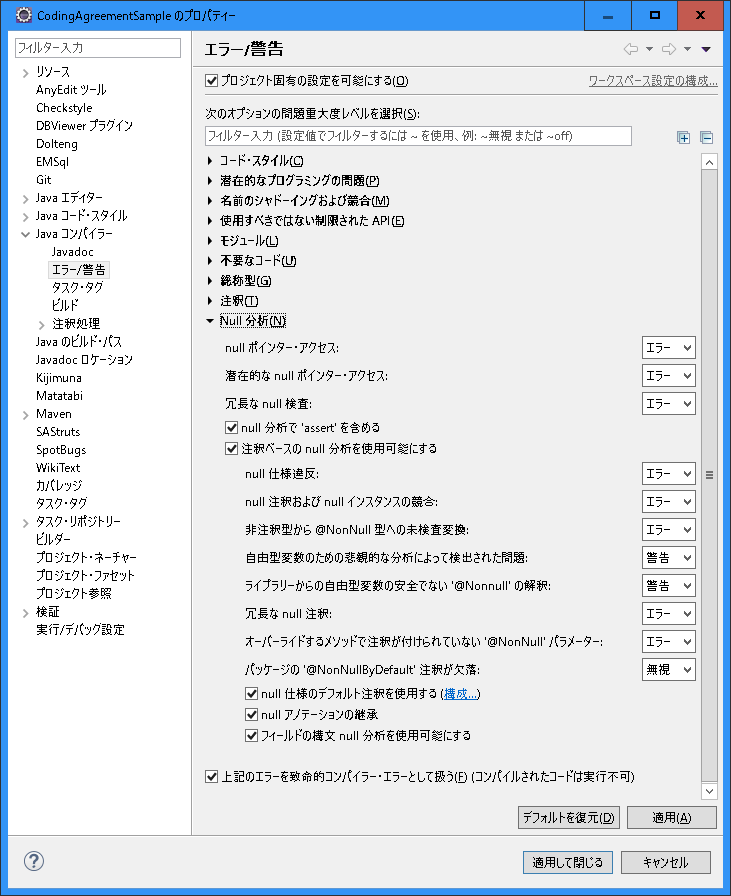 CodingAgreementSample のプロパティー
フィルター入力
リソース
AnyEdit ツール
Checkstyle
DBViewer プラグイン
Dolteng
EMSql
Git
Java エディター
Java コード・スタイル
Java コンパイラー
Javadoc
エラー/警告
タスク・タグ
ビルド
注釈処理
Java のビルド・パス
Javadoc ロケーション
Kijimuna
Matatabi
Maven
SAStruts
SpotBugs
WikiText
カバレッジ
タスク・タグ
タスク・リポジトリー
ビルダー
プロジェクト・ネーチャー
プロジェクト・ファセット
プロジェクト参照
検証
実行/デバッグ設定
エラー/警告
プロジェクト固有の設定を可能にする(O)
ワークスペース設定の構成...
次のオプションの問題重大度レベルを選択(S):
フィルター入力 (設定値でフィルターするには ~ を使用、例: ~無視 または ~off)
コード・スタイル(C)
潜在的なプログラミングの問題(P)
名前のシャドーイングおよび競合(M)
使用すべきではない制限された API(E)
モジュール(L)
不要なコード(U)
総称型(G)
注釈(T)
Null 分析(N)
null ポインター・アクセス: エラー
潜在的な null ポインター・アクセス: エラー
冗長な null 検査: エラー
null 分析で 'assert' を含める
注釈ベースの null 分析を使用可能にする
null 仕様違反: エラー
null 注釈および null インスタンスの競合: エラー
非注釈型から @NonNull 型への未検査変換: エラー
自由型変数のための悲観的な分析によって検出された問題: 警告
ライブラリーからの自由型変数の安全でない '@Nonnull' の解釈: 警告
冗長な null 注釈: エラー
オーバーライドするメソッドで注釈が付けられていない '@NonNull' パラメーター: エラー
パッケージの '@NonNullByDefault' 注釈が欠落: 無視
null 仕様のデフォルト注釈を使用する (構成...)
null アノテーションの継承
フィールドの構文 null 分析を使用可能にする
上記のエラーを致命的コンパイラー・エラーとして扱う(F) (コンパイルされたコードは実行不可)
デフォルトを復元(D)
適用(A)
適用して閉じる
キャンセル